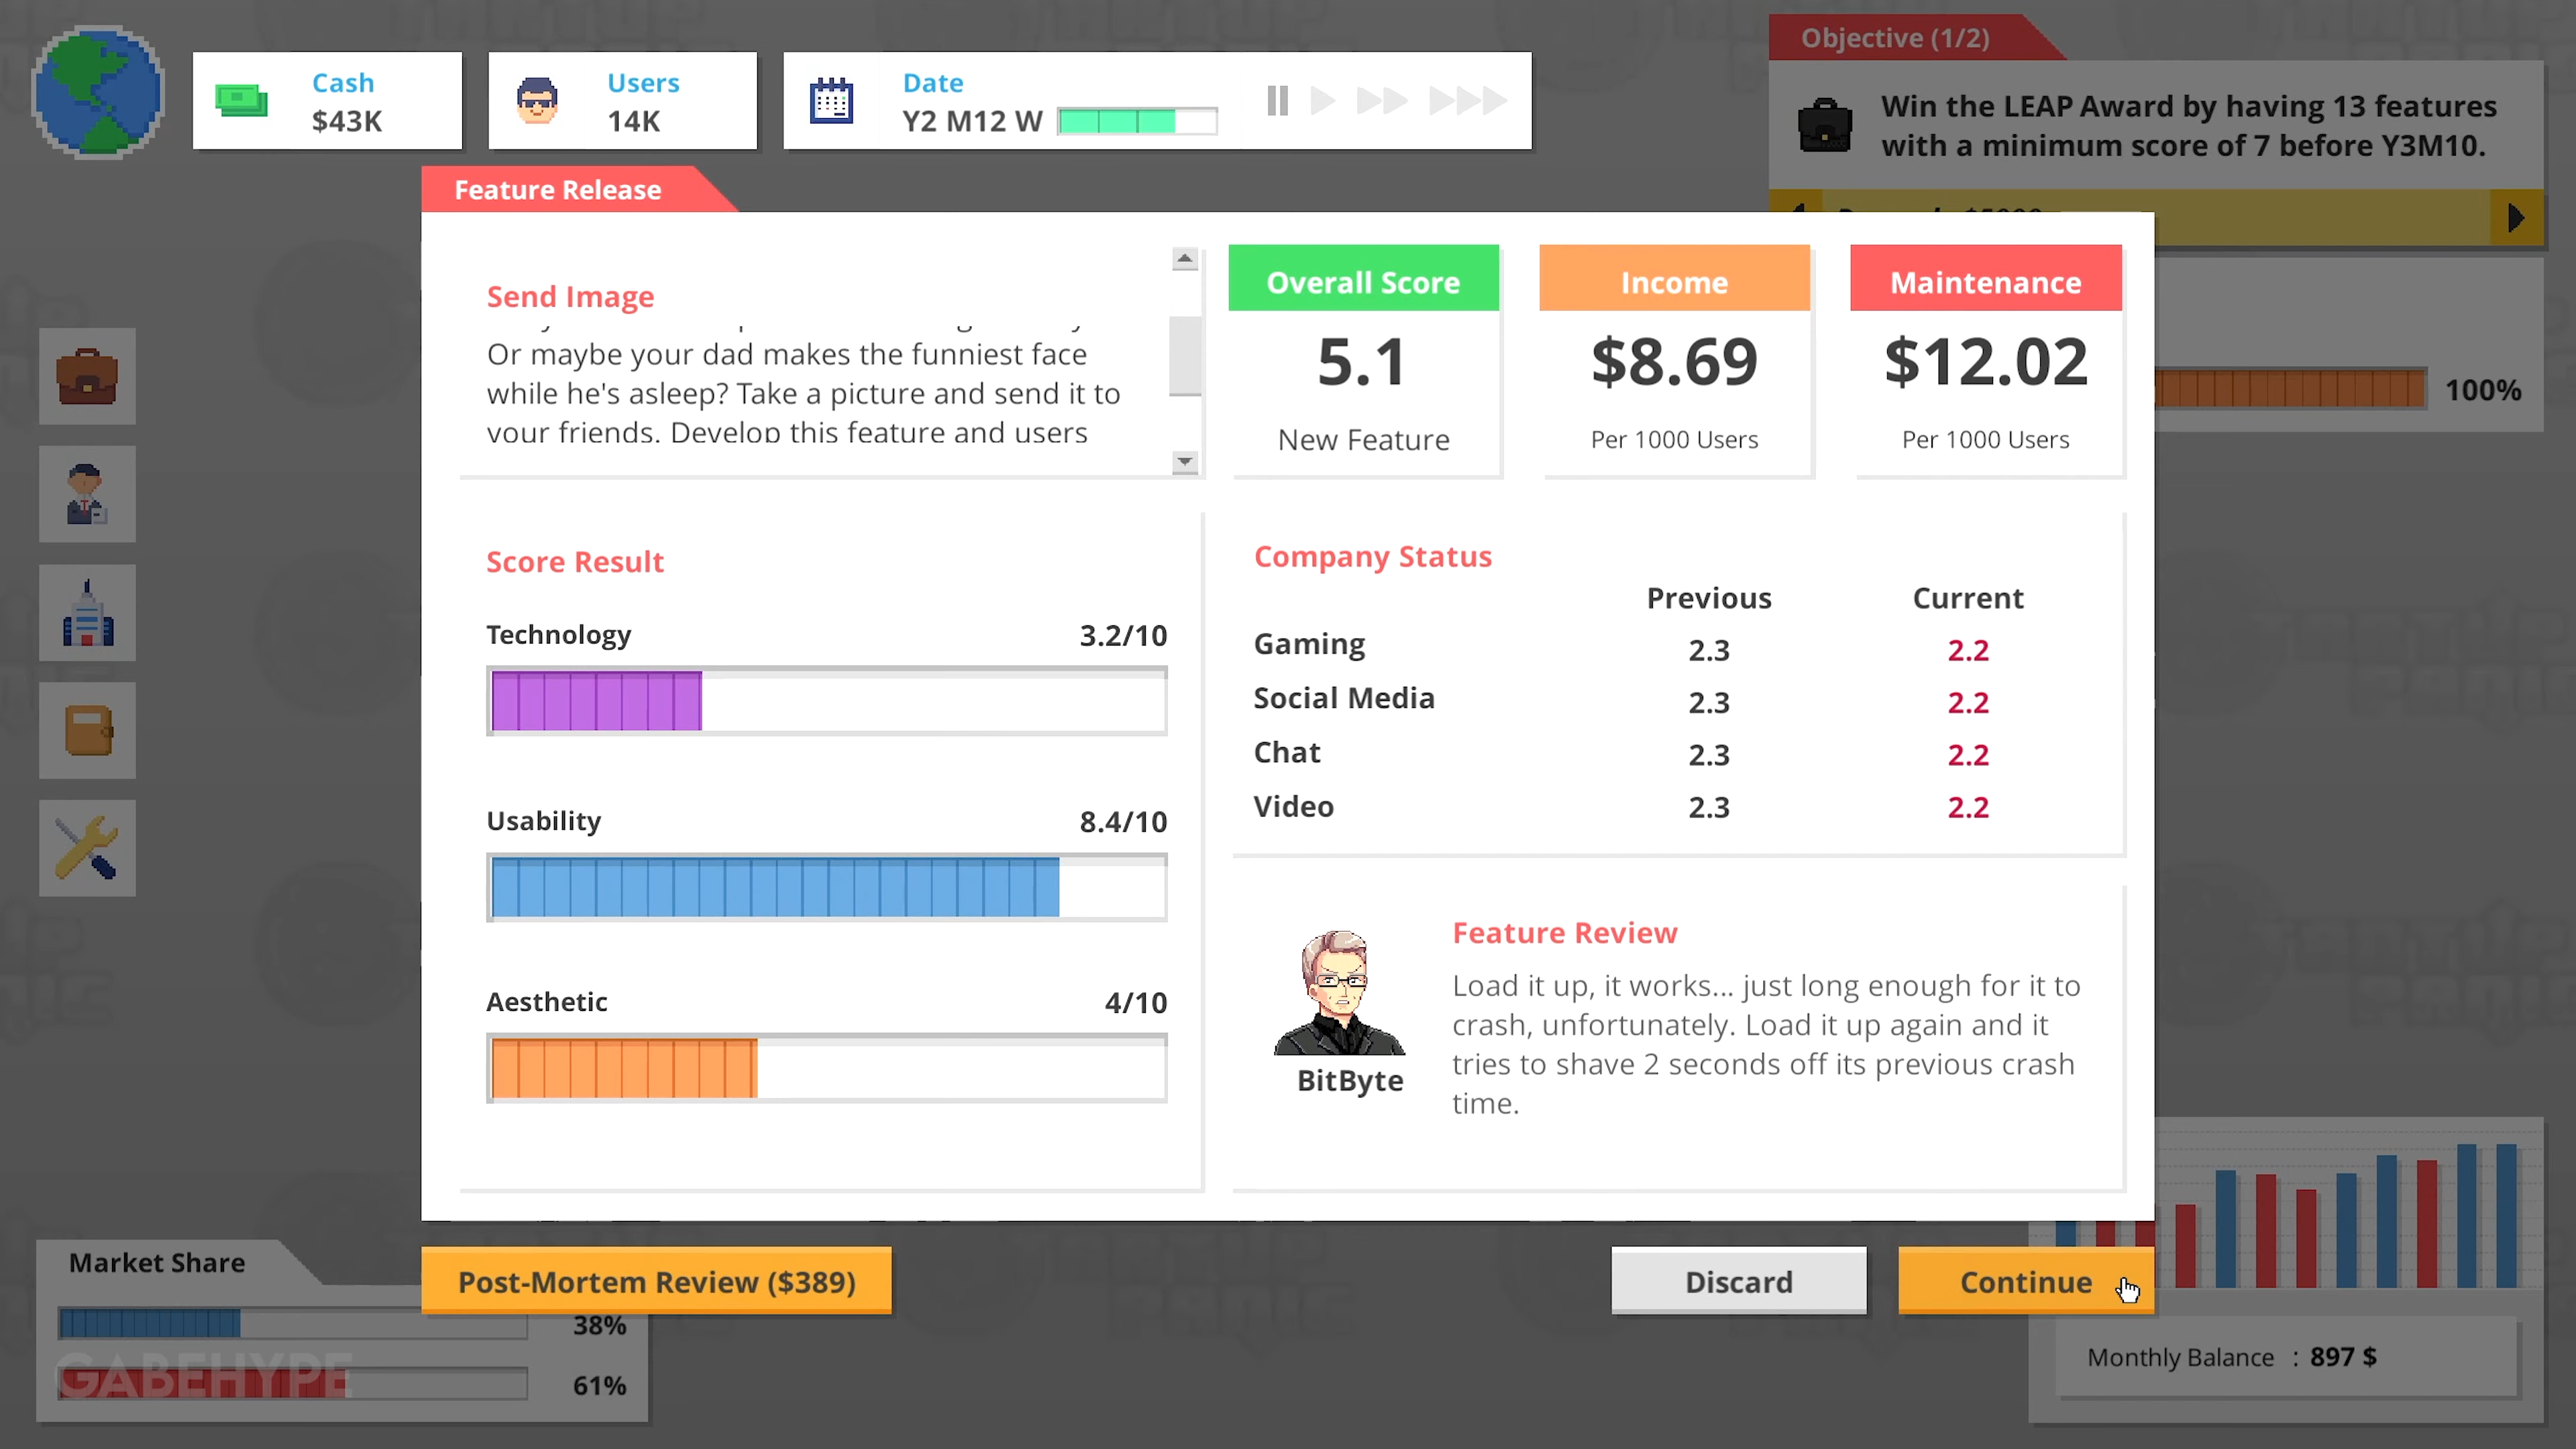 Cash
$43K
Users
14K
Date
Y2 M12 W
Objective (1/2)
Win the LEAP Award by having 13 features
with a minimum score of 7 before Y3M10.
100%
Feature Release
Send Image
Or maybe your dad makes the funniest face
while he's asleep? Take a picture and send it to
your friends. Develop this feature and users
Overall Score
5.1
New Feature
Income
$8.69
Per 1000 Users
Maintenance
$12.02
Per 1000 Users
Score Result
Technology 3.2/10
Usability 8.4/10
Aesthetic 4/10
Company Status
Previous Current
Gaming 2.3 2.2
Social Media 2.3 2.2
Chat 2.3 2.2
Video 2.3 2.2
BitByte
Feature Review
Load it up, it works... just long enough for it to
crash, unfortunately. Load it up again and it
tries to shave 2 seconds off its previous crash
time.
Post-Mortem Review ($389)
Discard
Continue
Market Share
38%
61%
GABEHYPE
Monthly Balance : 897 $